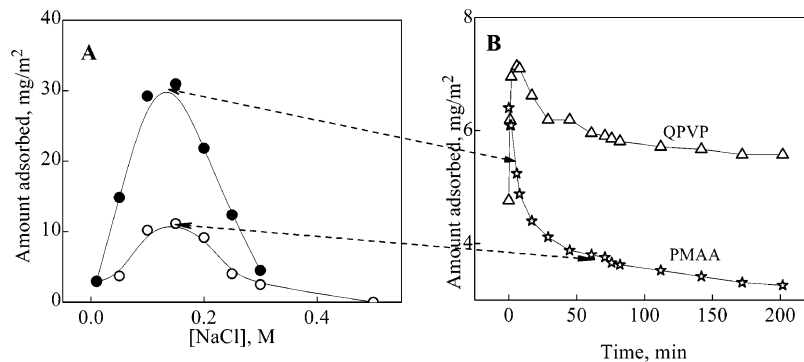 40
30
20
10
0
A
Amount adsorbed, mg/m²
0.0
0.2
0.4
[NaCl], M
8
6
4
B
Amount adsorbed, mg/m²
QPVP
PMAA
0
50
100
150
200
Time, min